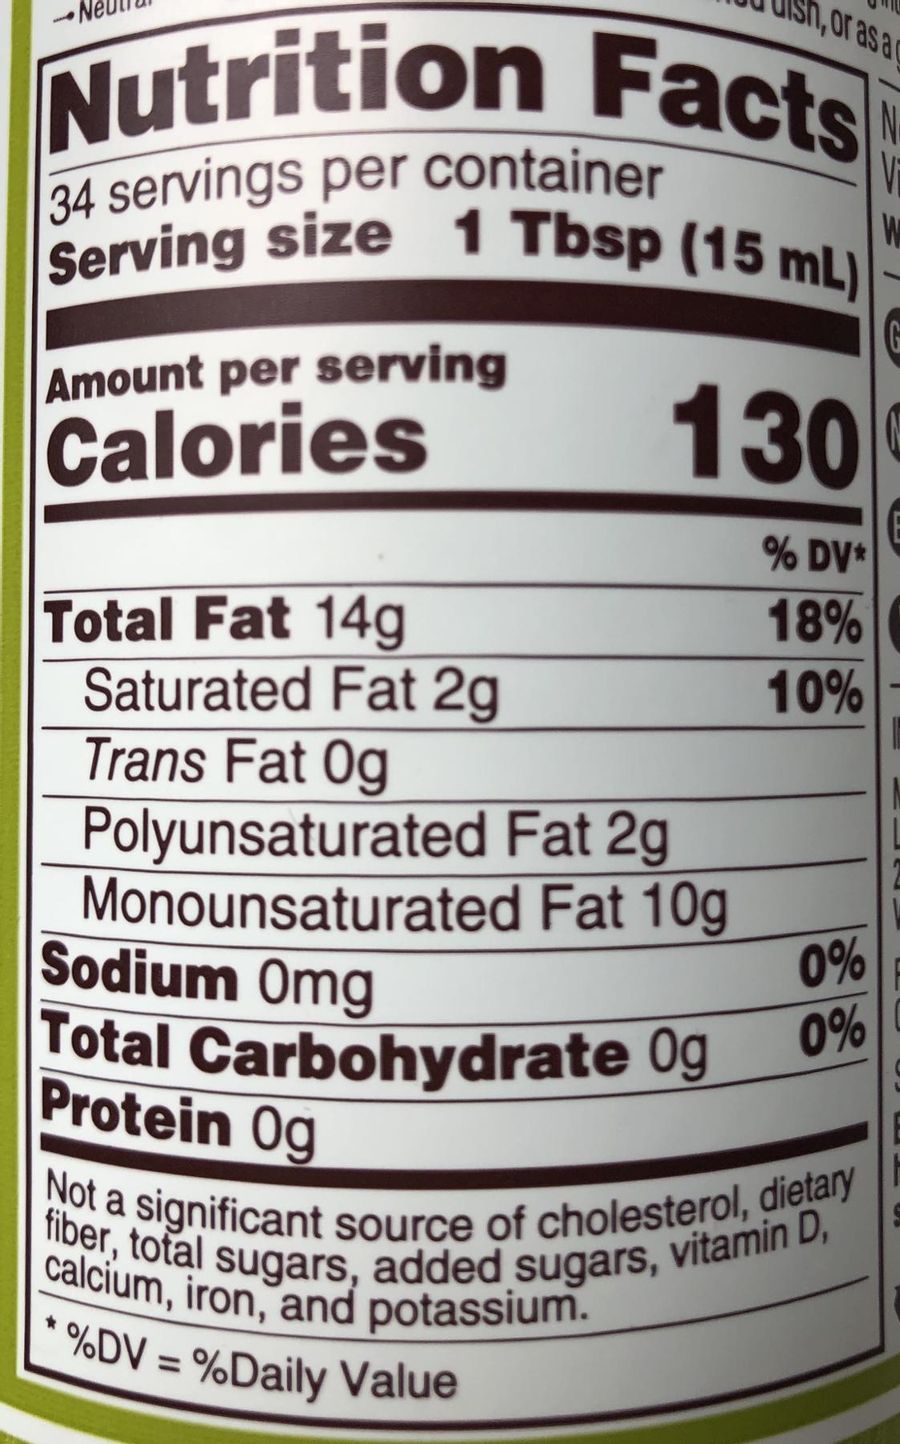 Nutrition Facts
34 servings per container
Serving size 1 Tbsp (15 mL)
Amount per serving
Calories 130
% DV*
Total Fat 14g 18%
Saturated Fat 2g 10%
Trans Fat 0g
Polyunsaturated Fat 2g
Monounsaturated Fat 10g
Sodium 0mg 0%
Total Carbohydrate 0g 0%
Protein 0g
Not a significant source of cholesterol, dietary
fiber, total sugars, added sugars, vitamin D,
calcium, iron, and potassium.
* %DV = %Daily Value
dish, or as a